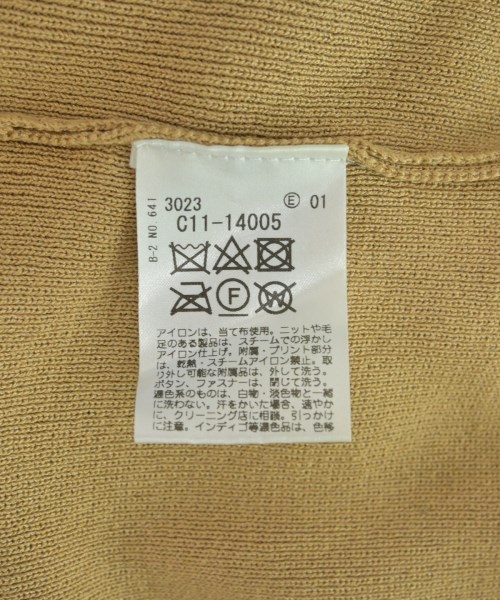 3023 Ⓔ 01
C11-14005
B-2 NO.641
F
W
アイロンは、当て布使用。ニットや毛
足のある製品は、スチームでの浮かし
アイロン仕上げ。附属・プリント部分
は、乾熱・スチームアイロン禁止。取
り外し可能な附属品は、外して洗う。
ボタン、ファスナーは、閉じて洗う。
濃色系のものは、白物・淡色物と一緒
に洗わない。汗をかいた場合、速やか
に、クリーニング店に相談。引っかけ
に注意。インディゴ等濃色品は、色移